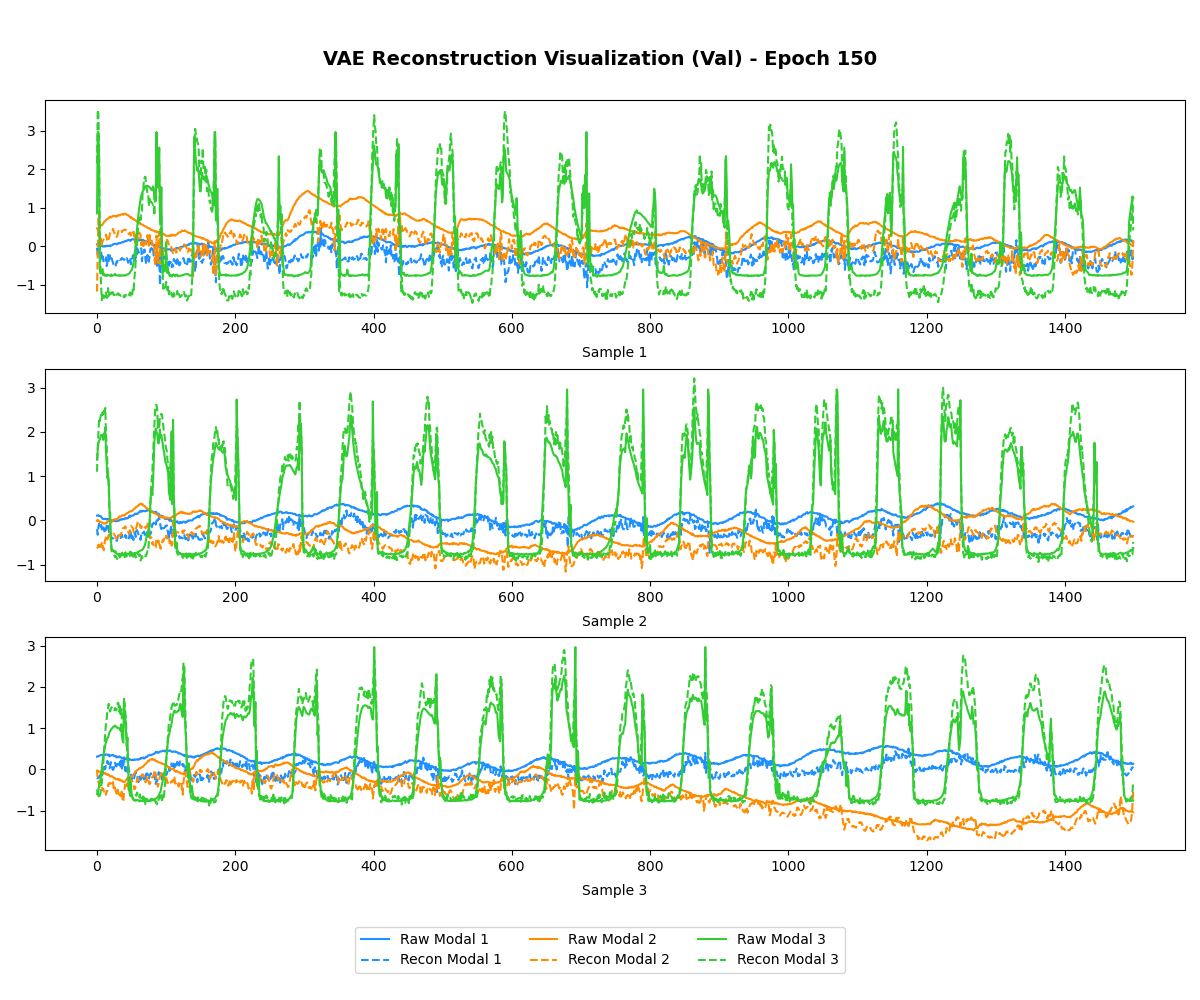 VAE Reconstruction Visualization (Val) - Epoch 150
3
2
1
0
−1
0 200 400 600 800 1000 1200 1400
Sample 1
3
2
1
0
−1
0 200 400 600 800 1000 1200 1400
Sample 2
3
2
1
0
−1
0 200 400 600 800 1000 1200 1400
Sample 3
Raw Modal 1 Raw Modal 2 Raw Modal 3
Recon Modal 1 Recon Modal 2 Recon Modal 3